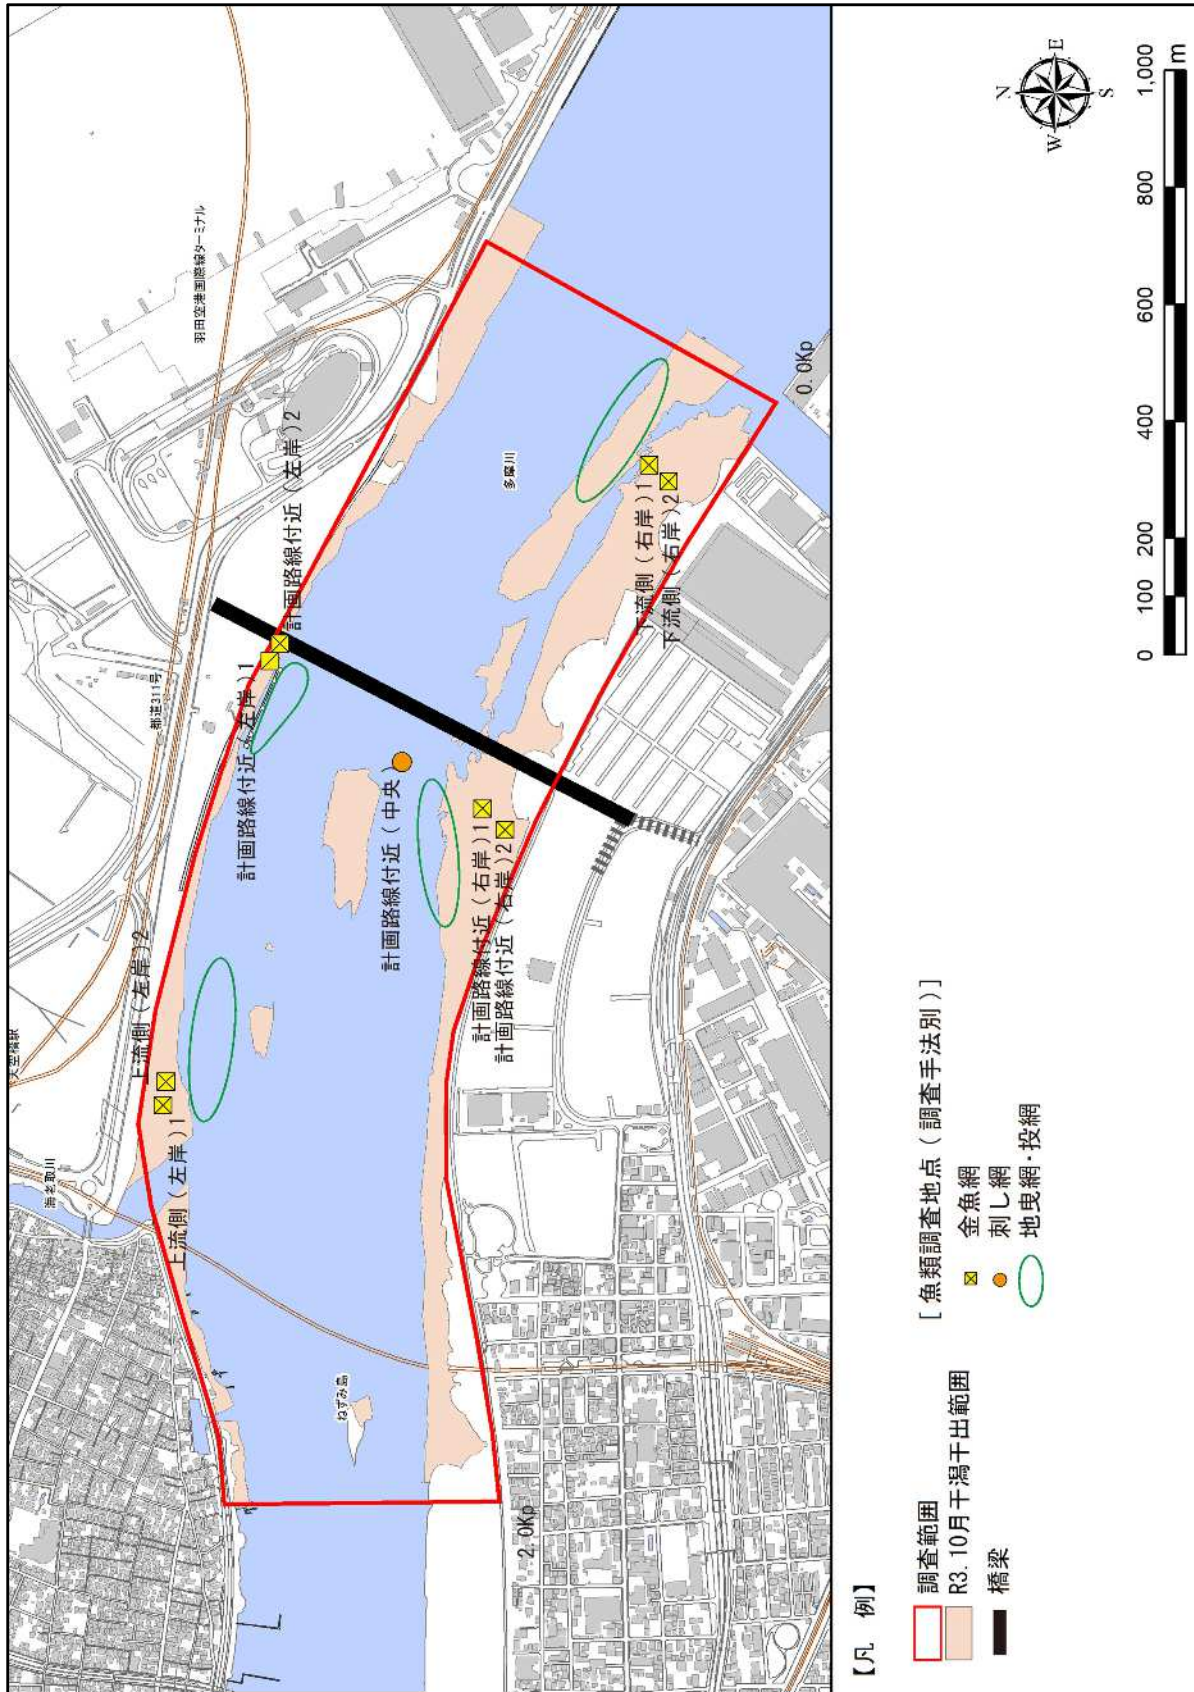 羽田空港国際線ターミナル
都道311号
天空橋駅
海老取川
多摩川
ねずみ島
0.0Kp
2.0Kp
上流側(左岸)1
上流側(左岸)2
計画路線付近(左岸)1
計画路線付近(左岸)2
計画路線付近(中央)
計画路線付近(右岸)1
計画路線付近(右岸)2
下流側(右岸)1
下流側(右岸)2
【凡 例】
調査範囲
R3.10月干潟干出範囲
橋梁
[魚類調査地点(調査手法別)]
金魚網
刺し網
地曳網・投網
N
E
S
W
0 100 200 400 600 800 1,000
m